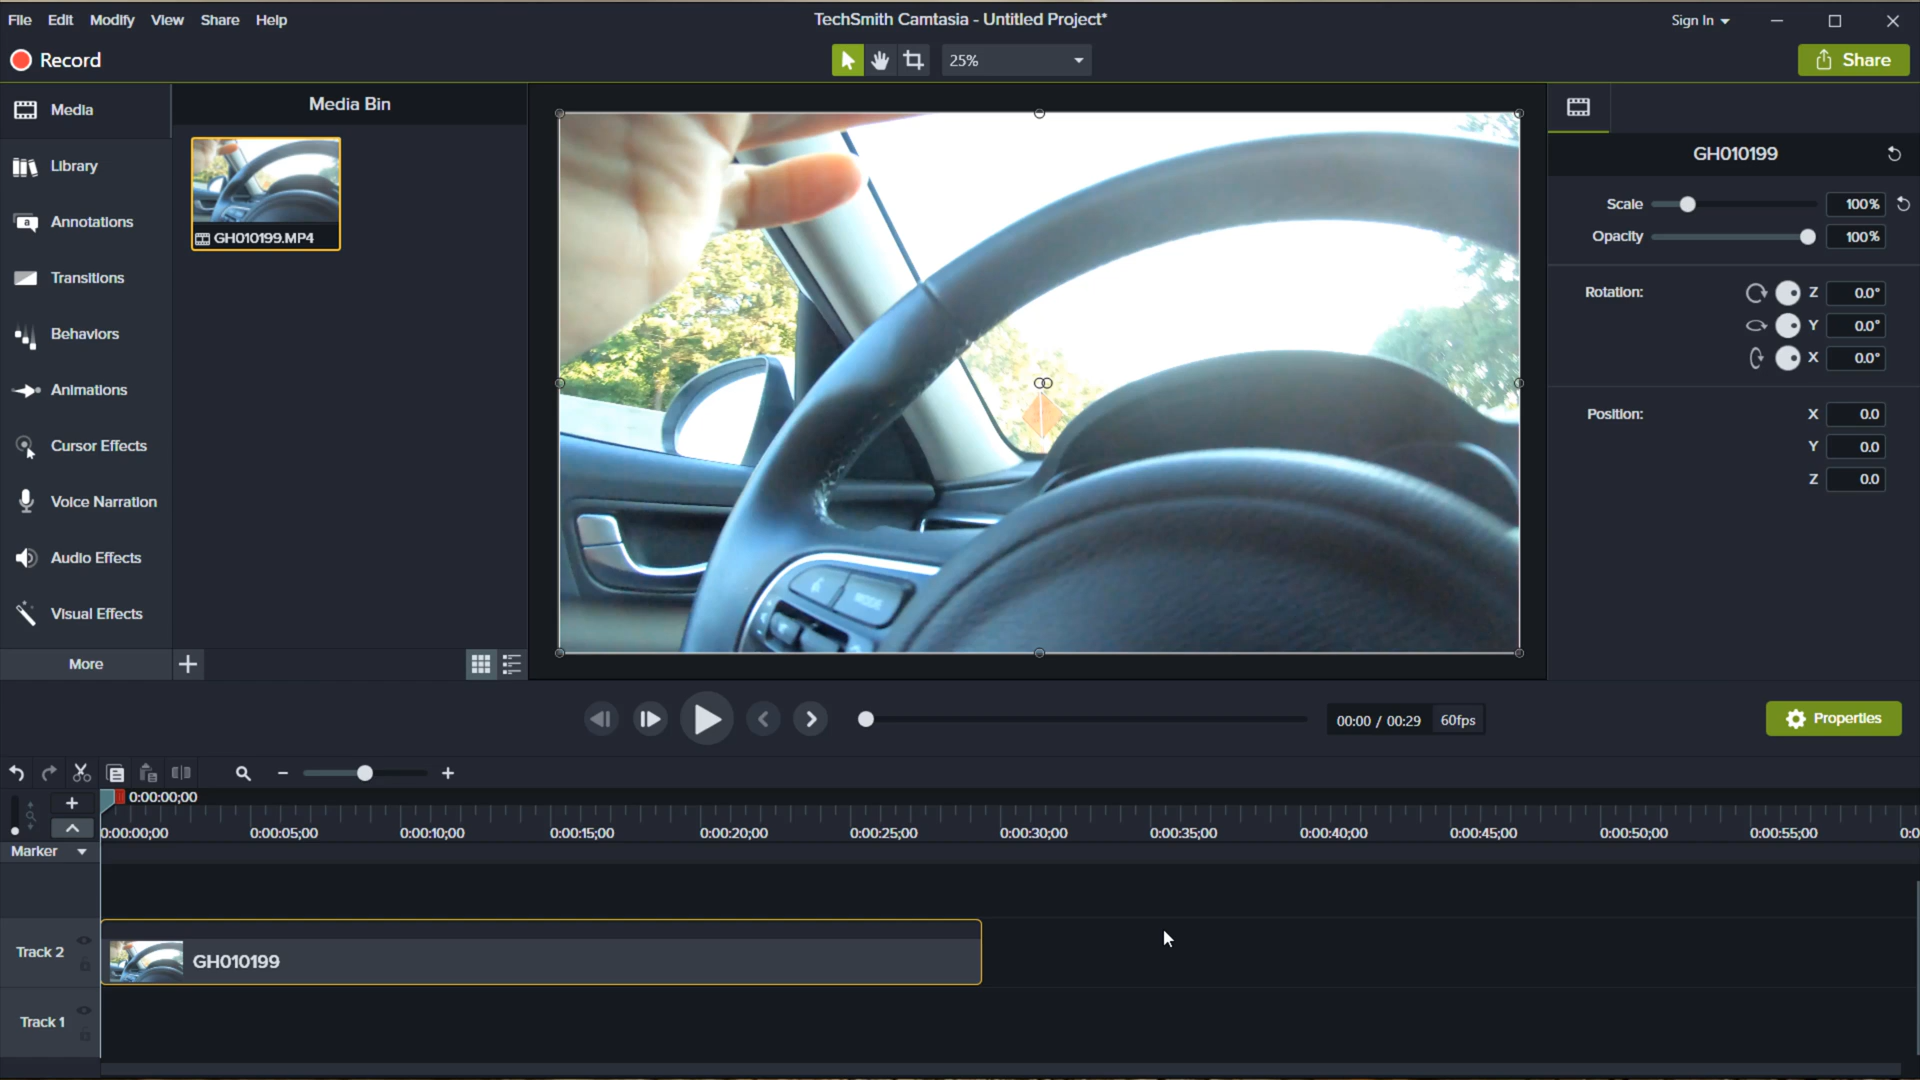 File Edit Modify View Share Help
TechSmith Camtasia - Untitled Project*
Sign In
Record
25%
Share
Media
Media Bin
GH010199
Library
Annotations
Transitions
Behaviors
Animations
Cursor Effects
Voice Narration
Audio Effects
Visual Effects
More
GH010199.MP4
MODE
Scale 100%
Opacity 100%
Rotation: Z 0.0°
Y 0.0°
X 0.0°
Position: X 0.0
Y 0.0
Z 0.0
00:00 / 00:29 60fps
Properties
0:00:00;00
0:00:00;00 0:00:05;00 0:00:10;00 0:00:15;00 0:00:20;00 0:00:25;00 0:00:30;00 0:00:35;00 0:00:40;00 0:00:45;00 0:00:50;00 0:00:55;00 0:0
Marker
Track 2
GH010199
Track 1